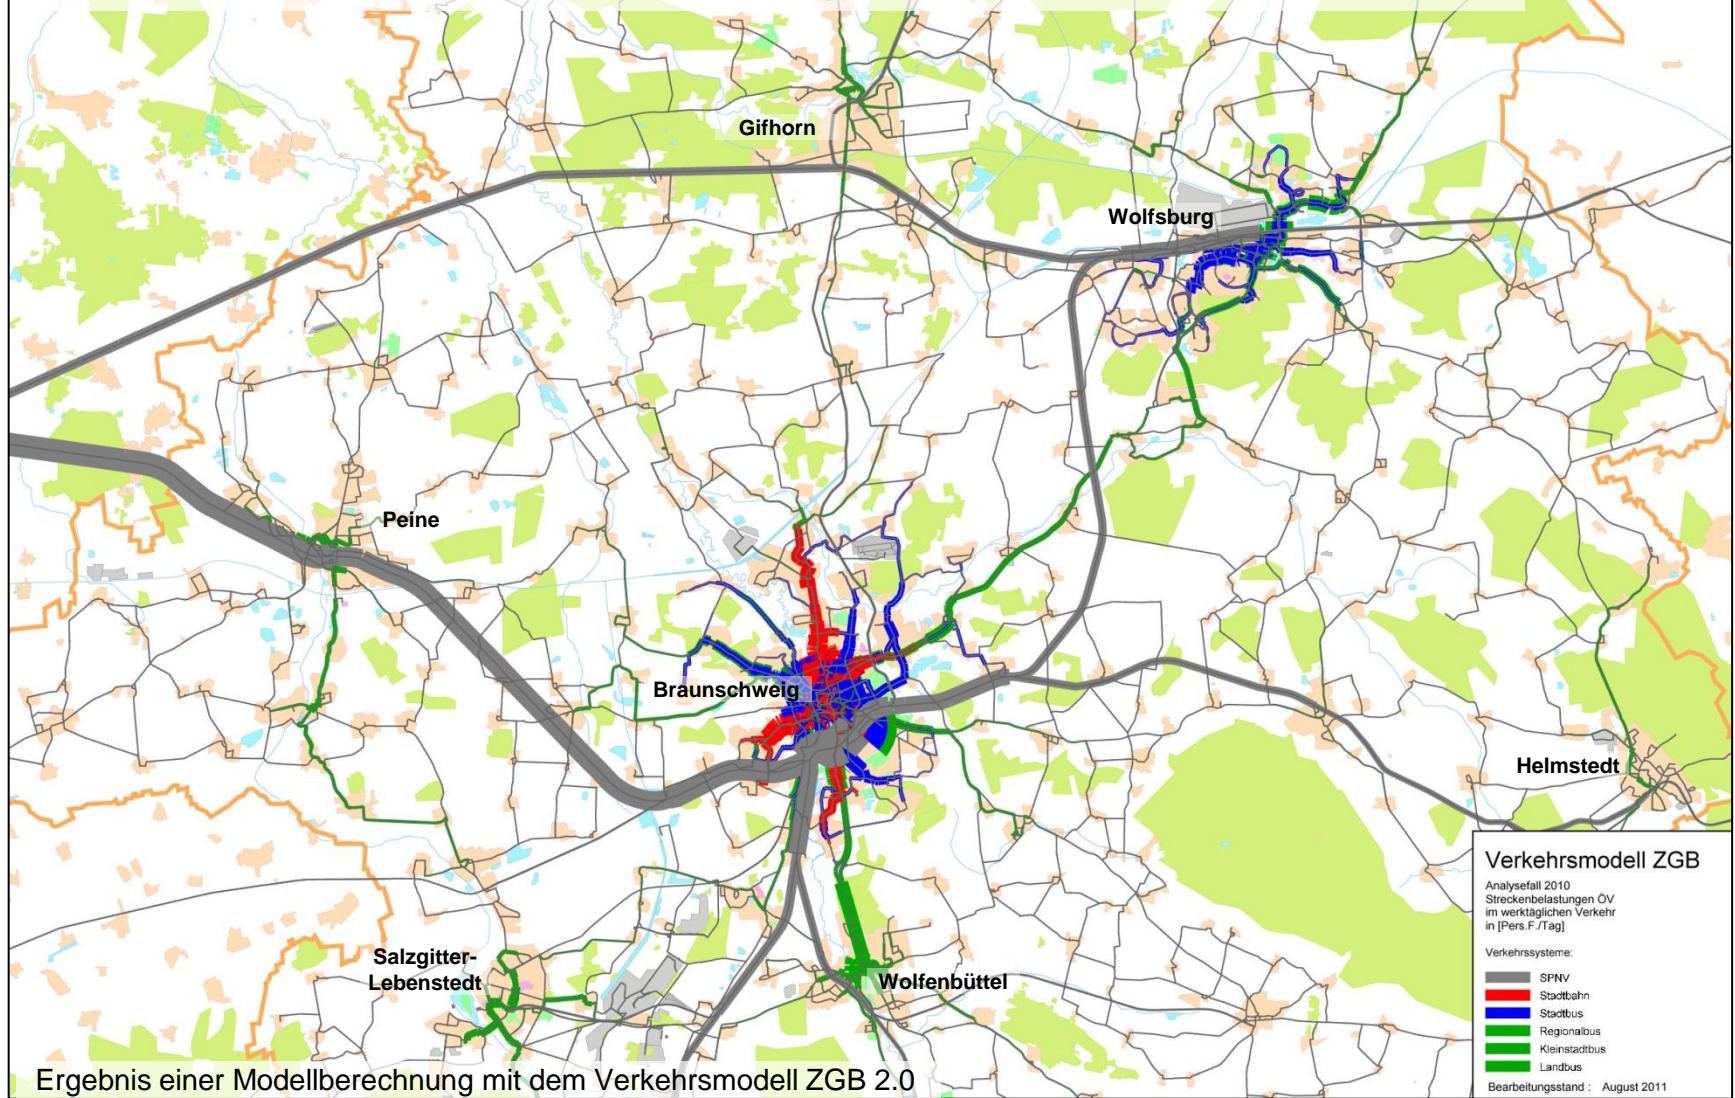 Gifhorn
Wolfsburg
Peine
Braunschweig
Helmstedt
Salzgitter-
Lebenstedt
Wolfenbüttel
Verkehrsmodell ZGB
Analysefall 2010
Streckenbelastungen ÖV
im werktäglichen Verkehr
in [Pers.F./Tag]
Verkehrssysteme:
SPNV
Stadtbahn
Stadtbus
Regionalbus
Kleinstadtbus
Landbus
Bearbeitungsstand : August 2011
Ergebnis einer Modellberechnung mit dem Verkehrsmodell ZGB 2.0